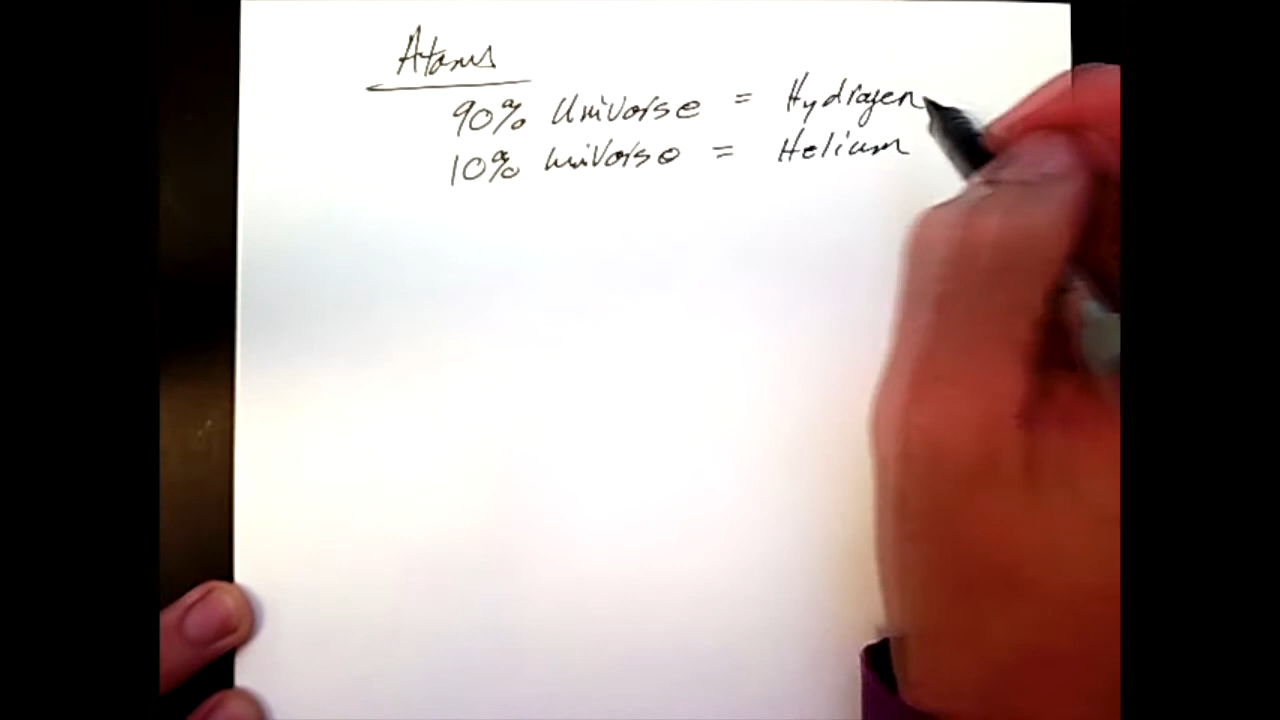 Atoms
90% Universe = Hydrogen
10% universe = Helium